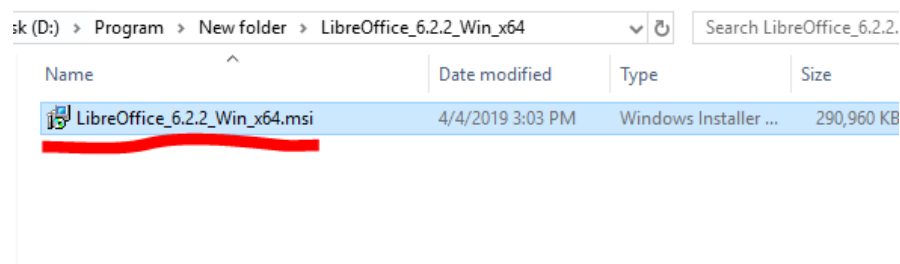 sk (D:) > Program > New folder > LibreOffice_6.2.2_Win_x64 Search LibreOffice_6.2.2.
Name Date modified Type Size
LibreOffice_6.2.2_Win_x64.msi 4/4/2019 3:03 PM Windows Installer ... 290,960 KB